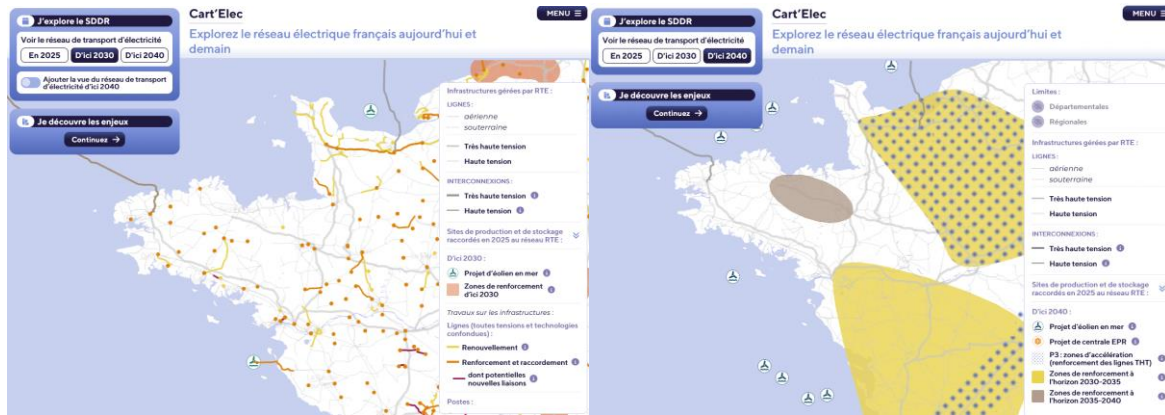 J'explore le SDDR
Voir le réseau de transport d'électricité
En 2025
D'ici 2030
D'ici 2040
Ajouter la vue du réseau de transport
d'électricité d'ici 2040
Je découvre les enjeux
Continuez →
Cart'Elec
MENU
Explorez le réseau électrique français aujourd'hui et
demain
Infrastructures gérées par RTE :
LIGNES :
aérienne
souterraine
Très haute tension
Haute tension
INTERCONNEXIONS :
Très haute tension
Haute tension
Sites de production et de stockage
raccordés en 2025 au réseau RTE :
D'ici 2030 :
Projet d'éolien en mer
Zones de renforcement
d'ici 2030
Travaux sur les infrastructures :
Lignes (toutes tensions et technologies
confondues) :
Renouvellement
Renforcement et raccordement
dont potentielles
nouvelles liaisons
Postes :
J'explore le SDDR
Voir le réseau de transport d'électricité
En 2025
D'ici 2030
D'ici 2040
Je découvre les enjeux
Continuez →
Cart'Elec
MENU
Explorez le réseau électrique français aujourd'hui et
demain
Limites :
Départementales
Régionales
Infrastructures gérées par RTE :
LIGNES :
aérienne
souterraine
Très haute tension
Haute tension
INTERCONNEXIONS :
Très haute tension
Haute tension
Sites de production et de stockage
raccordés en 2025 au réseau RTE :
D'ici 2040 :
Projet d'éolien en mer
Projet de centrale EPR
P3 : zones d'accélération
(renforcement des lignes THT)
Zones de renforcement à
l'horizon 2030-2035
Zones de renforcement à
l'horizon 2035-2040